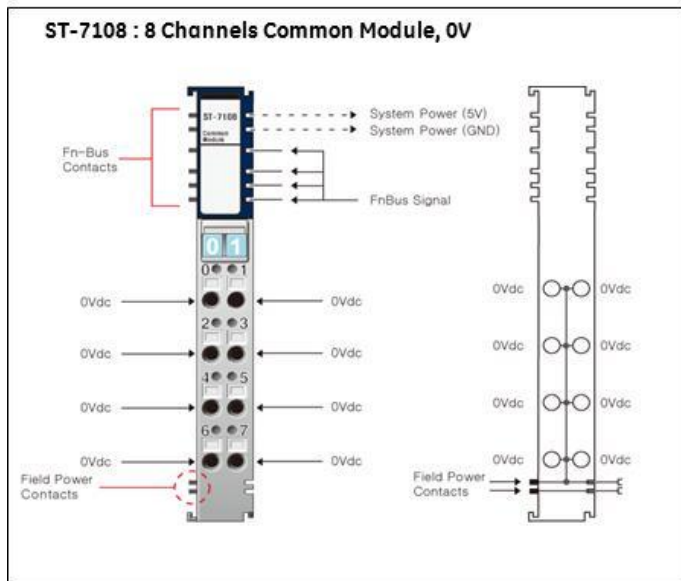 ST-7108 : 8 Channels Common Module, 0V
ST-7108
Common
Module
Fn-Bus
Contacts
System Power (5V)
System Power (GND)
FnBus Signal
0 1
0 1
0Vdc 0Vdc
2 3
0Vdc 0Vdc
4 5
0Vdc 0Vdc
6 7
0Vdc 0Vdc
Field Power
Contacts
0Vdc 0Vdc
0Vdc 0Vdc
0Vdc 0Vdc
0Vdc 0Vdc
Field Power
Contacts